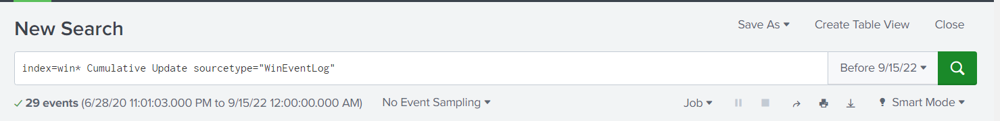 New Search
Save As Create Table View Close
index=win* Cumulative Update sourcetype="WinEventLog"
Before 9/15/22
29 events (6/28/20 11:01:03.000 PM to 9/15/22 12:00:00.000 AM) No Event Sampling
Job Smart Mode